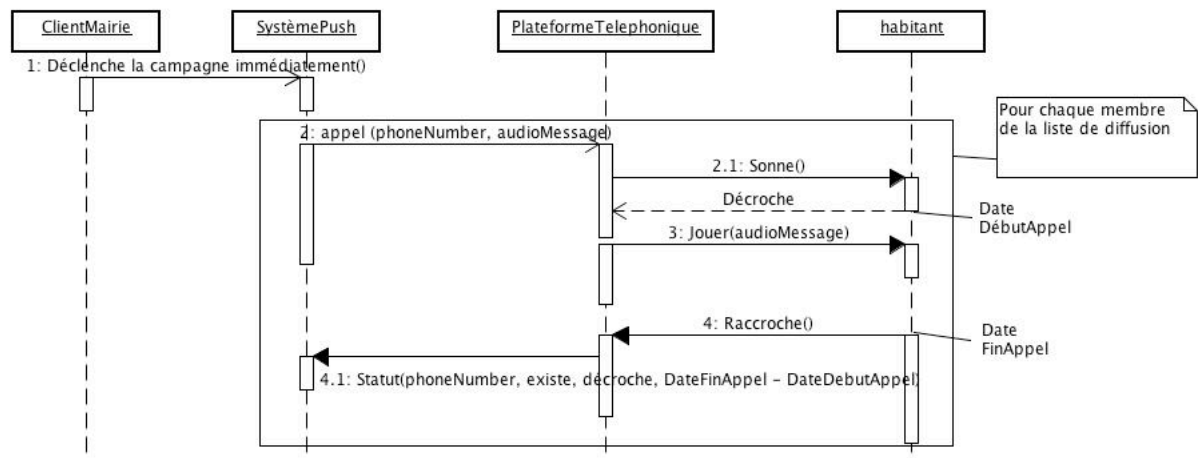 ClientMairie
SystèmePush
PlateformeTelephonique
habitant
1: Déclenche la campagne immédiatement()
Pour chaque membre
de la liste de diffusion
2: appel (phoneNumber, audioMessage)
2.1: Sonne()
Décroche
Date
DébutAppel
3: Jouer(audioMessage)
4: Raccroche()
Date
FinAppel
4.1: Statut(phoneNumber, existe, décroche, DateFinAppel - DateDebutAppel)